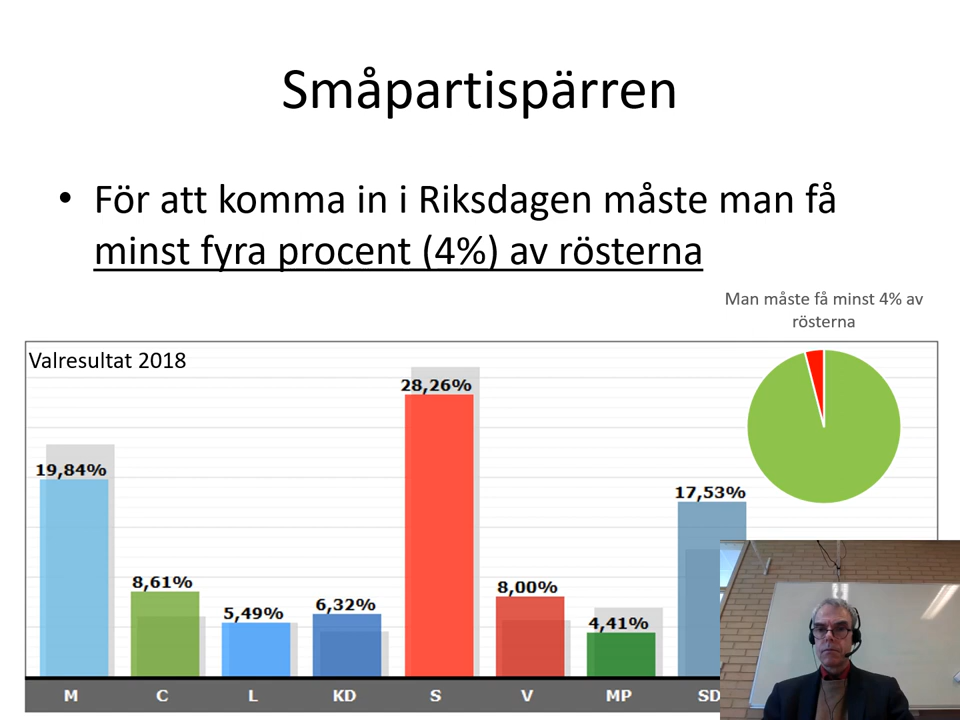 Småpartispärren
• För att komma in i Riksdagen måste man få
minst fyra procent (4%) av rösterna
Man måste få minst 4% av
rösterna
Valresultat 2018
19,84%
8,61%
5,49%
6,32%
28,26%
8,00%
4,41%
17,53%
M C L KD S V MP SD